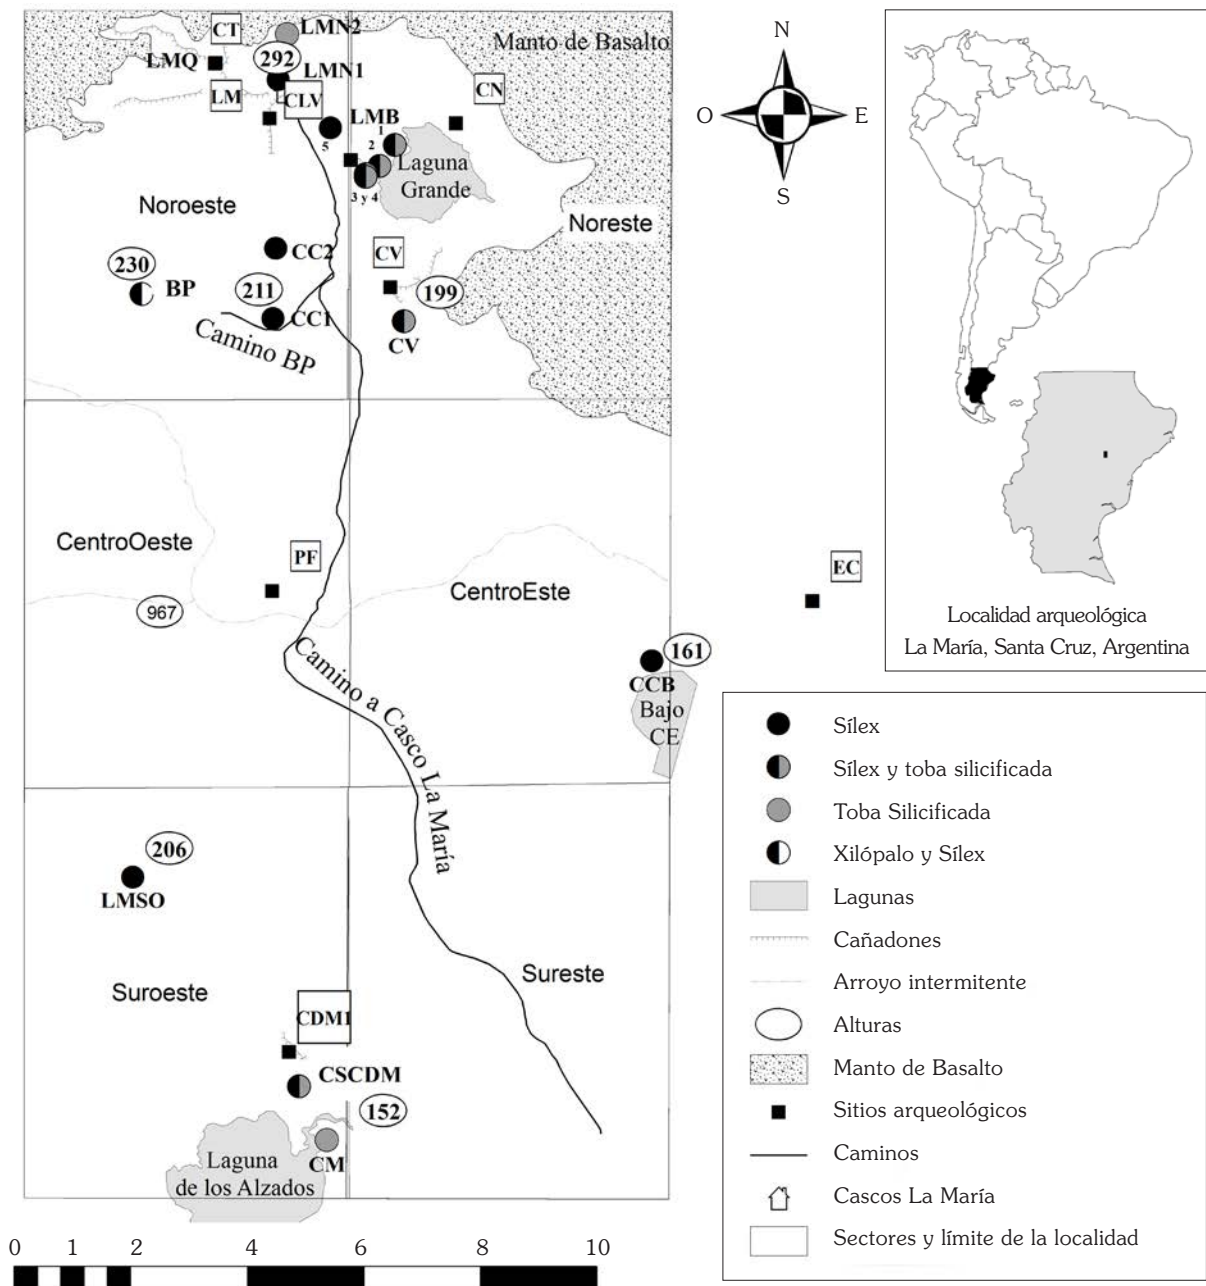 CT
LMN2
Manto de Basalto
LMQ
292
LMN1
LM
CLV
CN
LMB
1
2
5
3 y 4
Laguna
Grande
Noroeste
Noreste
CC2
CV
230
BP
211
199
CC1
CV
Camino BP
CentroOeste
PF
CentroEste
967
EC
161
CCB
Bajo
CE
Camino a Casco La María
206
LMSO
Suroeste
Sureste
CDM1
CSCDM
152
CM
Laguna
de los Alzados
0 1 2 4 6 8 10
N
O
E
S
Localidad arqueológica
La María, Santa Cruz, Argentina
Sílex
Sílex y toba silicificada
Toba Silicificada
Xilópalo y Sílex
Lagunas
Cañadones
Arroyo intermitente
Alturas
Manto de Basalto
Sitios arqueológicos
Caminos
Cascos La María
Sectores y límite de la localidad